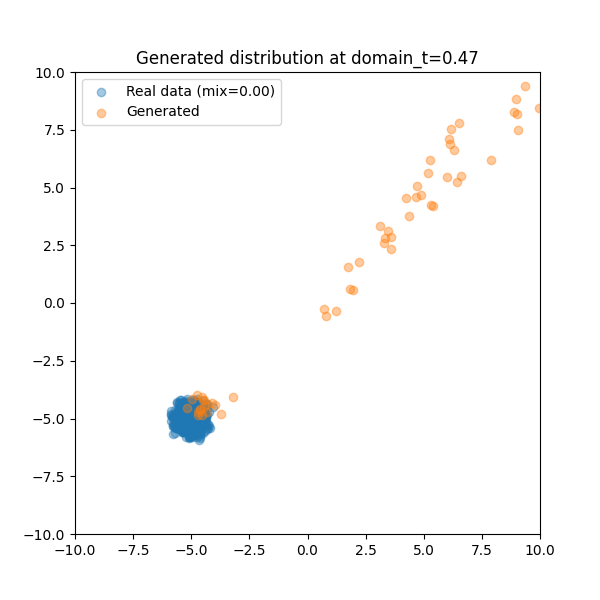 Generated distribution at domain_t=0.47
Real data (mix=0.00)
Generated
10.0
7.5
5.0
2.5
0.0
−2.5
−5.0
−7.5
−10.0
−10.0 −7.5 −5.0 −2.5 0.0 2.5 5.0 7.5 10.0